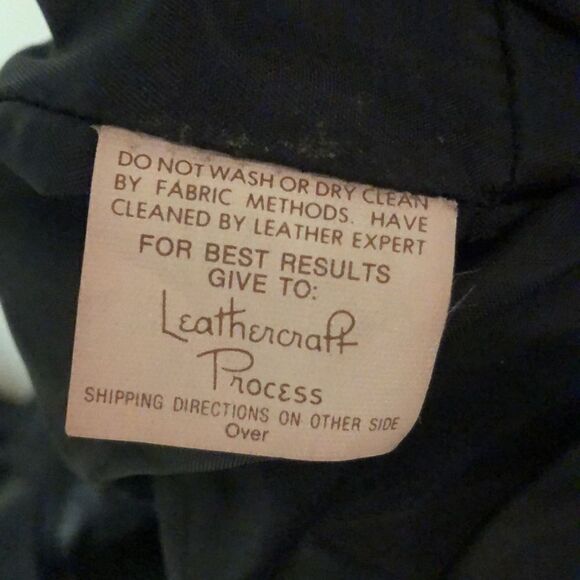 DO NOT WASH OR DRY CLEAN
BY FABRIC METHODS. HAVE
CLEANED BY LEATHER EXPERT
FOR BEST RESULTS
GIVE TO:
Leathercraft
Process
SHIPPING DIRECTIONS ON OTHER SIDE
Over